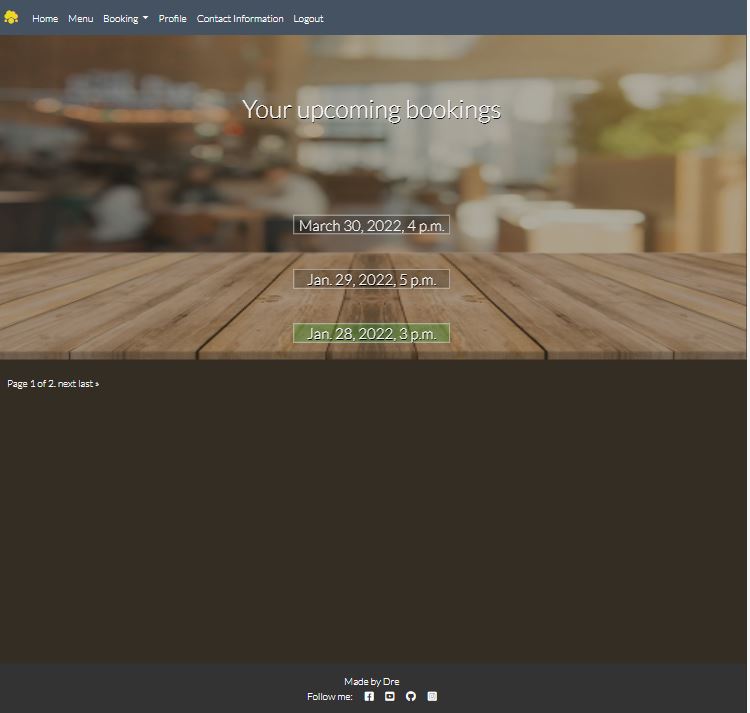 Home Menu Booking Profile Contact Information Logout
Your upcoming bookings
March 30, 2022, 4 p.m.
Jan. 29, 2022, 5 p.m.
Jan. 28, 2022, 3 p.m.
Page 1 of 2. next last »
Made by Dre
Follow me: